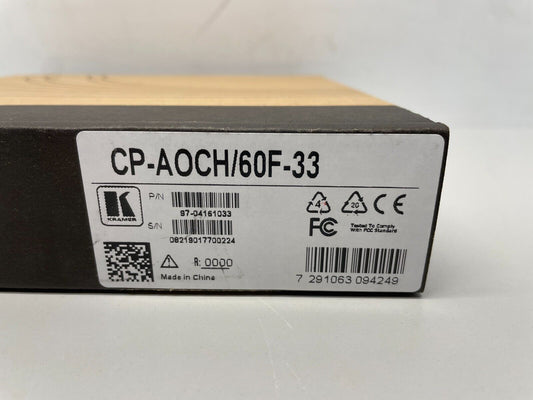 CP-AOCH/60F-33
K
KRAMER
P/N
97-04161033
S/N
08219017700224
4
20
CE
FC
Tested To Comply
With FCC Standard
R: 0000
Made in China
7 291063 094249